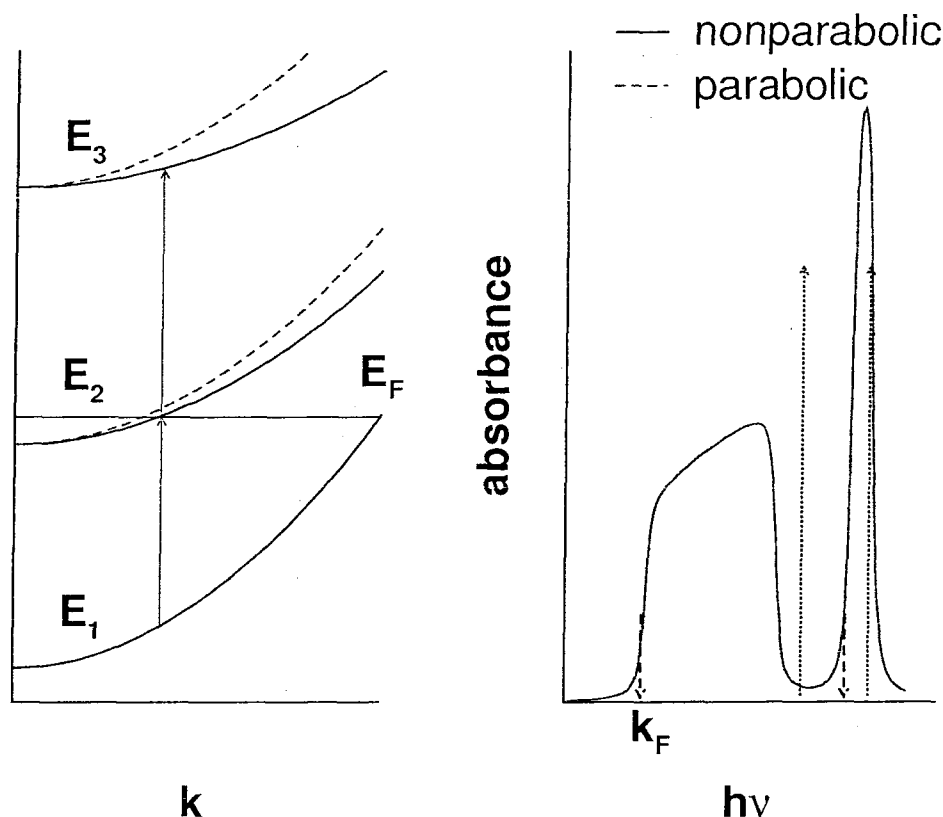 nonparabolic
parabolic
E3
E2
EF
E1
absorbance
kF
k
hν